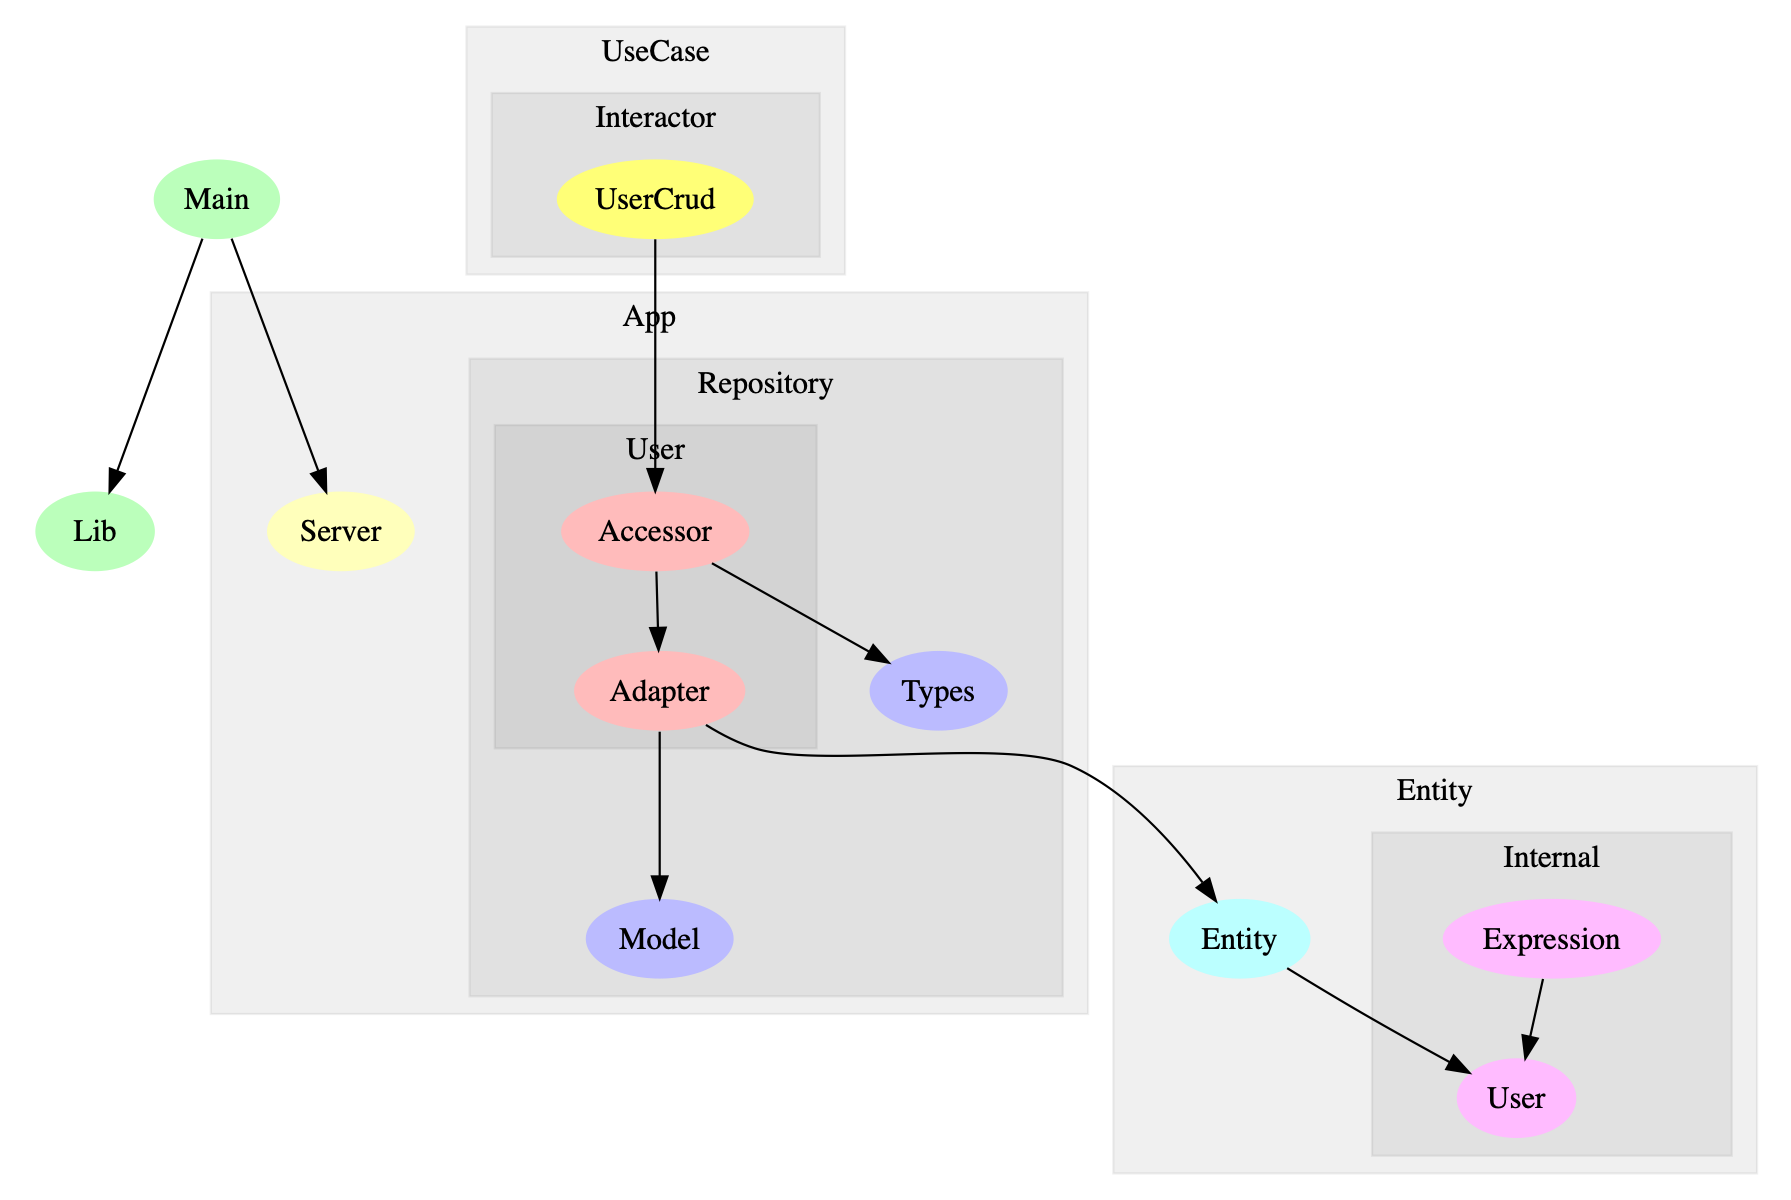 UseCase
Interactor
Main
UserCrud
App
Repository
User
Lib
Server
Accessor
Adapter
Types
Entity
Internal
Model
Entity
Expression
User